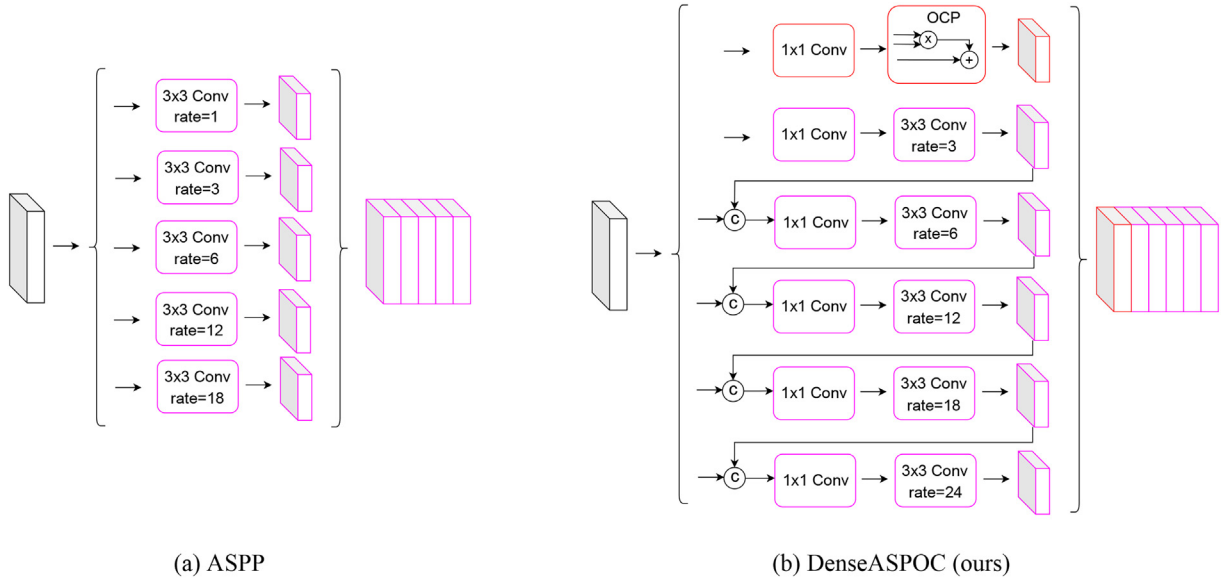 3x3 Conv
rate=1
3x3 Conv
rate=3
3x3 Conv
rate=6
3x3 Conv
rate=12
3x3 Conv
rate=18
(a) ASPP
OCP
1x1 Conv
x
+
1x1 Conv
3x3 Conv
rate=3
C
1x1 Conv
3x3 Conv
rate=6
C
1x1 Conv
3x3 Conv
rate=12
C
1x1 Conv
3x3 Conv
rate=18
C
1x1 Conv
3x3 Conv
rate=24
(b) DenseASPOC (ours)